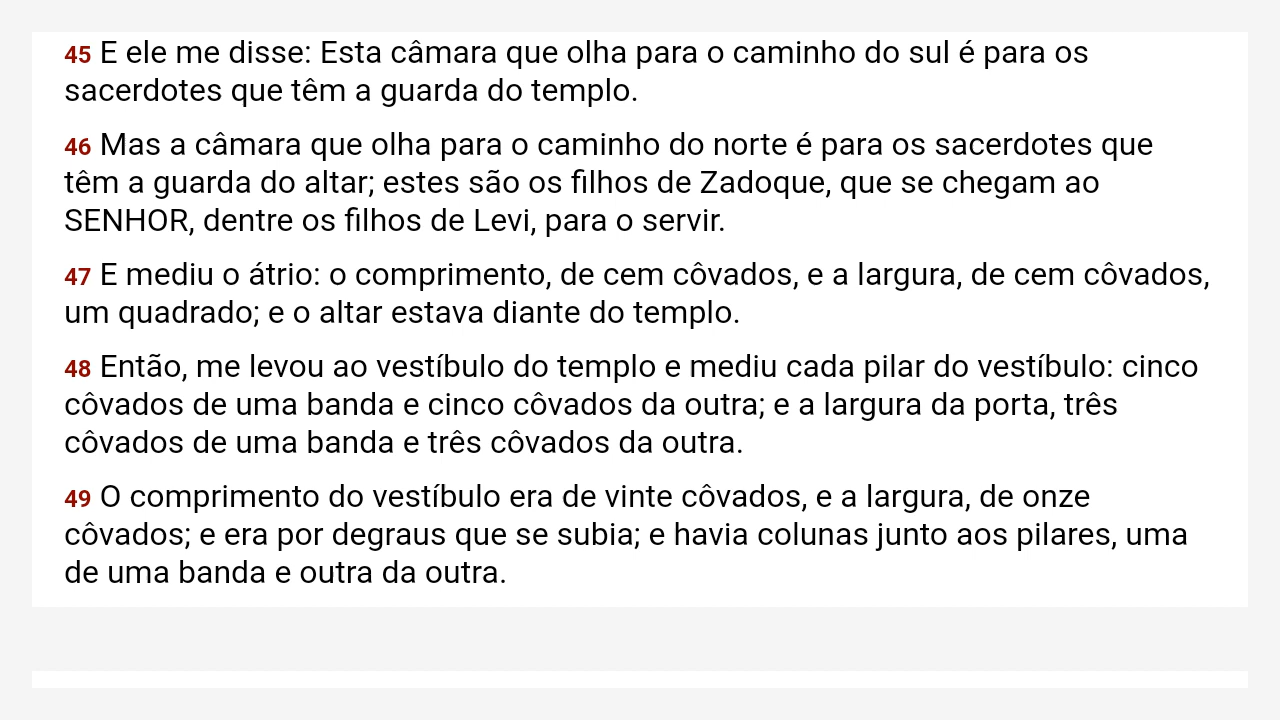 45 E ele me disse: Esta câmara que olha para o caminho do sul é para os
sacerdotes que têm a guarda do templo.
46 Mas a câmara que olha para o caminho do norte é para os sacerdotes que
têm a guarda do altar; estes são os filhos de Zadoque, que se chegam ao
SENHOR, dentre os filhos de Levi, para o servir.
47 E mediu o átrio: o comprimento, de cem côvados, e a largura, de cem côvados,
um quadrado; e o altar estava diante do templo.
48 Então, me levou ao vestíbulo do templo e mediu cada pilar do vestíbulo: cinco
côvados de uma banda e cinco côvados da outra; e a largura da porta, três
côvados de uma banda e três côvados da outra.
49 O comprimento do vestíbulo era de vinte côvados, e a largura, de onze
côvados; e era por degraus que se subia; e havia colunas junto aos pilares, uma
de uma banda e outra da outra.